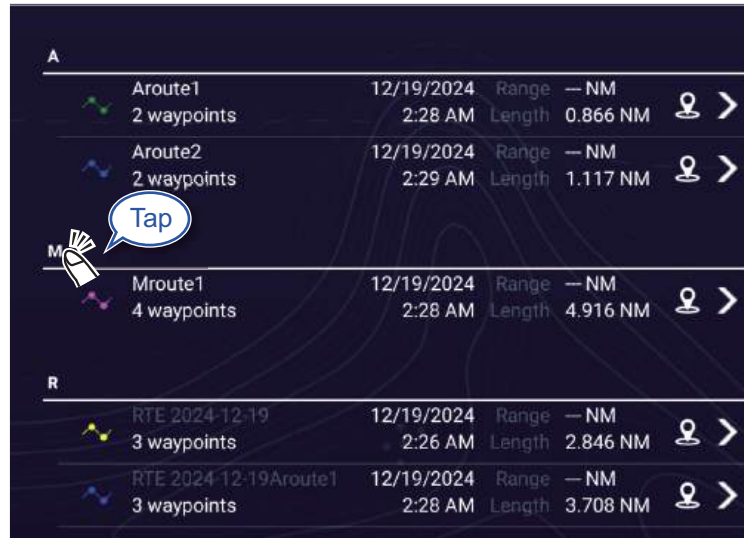 A
Aroute1 12/19/2024 Range --- NM
2 waypoints 2:28 AM Length 0.866 NM
Aroute2 12/19/2024 Range --- NM
2 waypoints 2:29 AM Length 1.117 NM
Tap
M
Mroute1 12/19/2024 Range --- NM
4 waypoints 2:28 AM Length 4.916 NM
R
RTE 2024-12-19 12/19/2024 Range --- NM
3 waypoints 2:26 AM Length 2.846 NM
RTE 2024-12-19Aroute1 12/19/2024 Range --- NM
3 waypoints 2:28 AM Length 3.708 NM